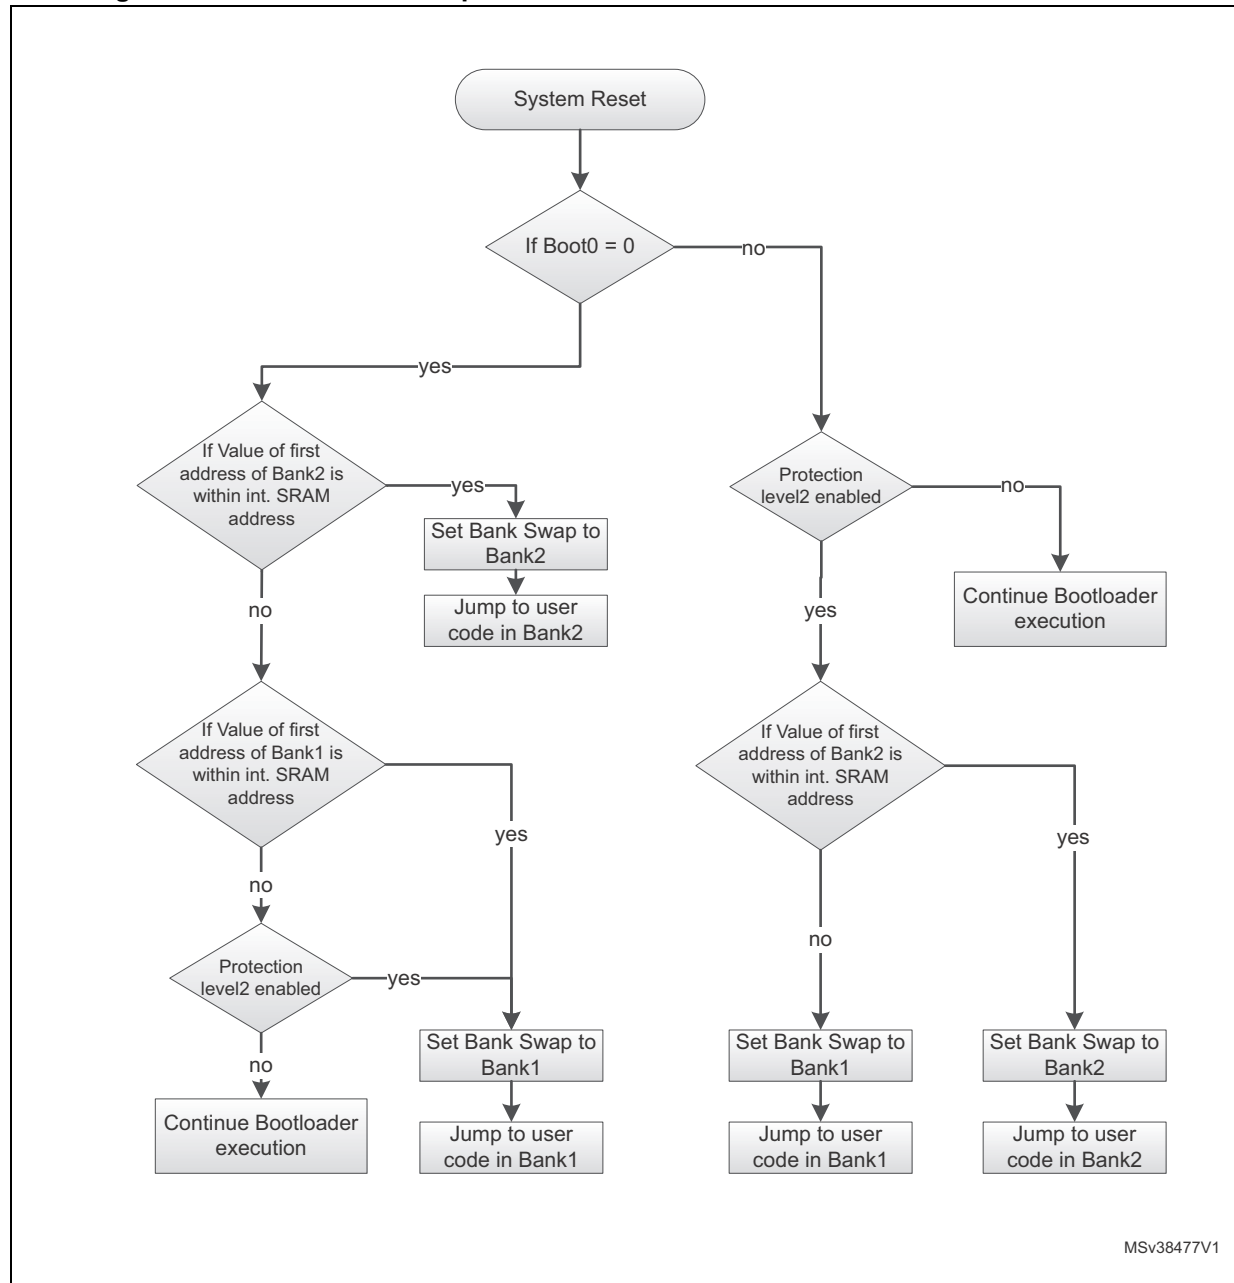 System Reset
If Boot0 = 0
no
yes
If Value of first
address of Bank2 is
within int. SRAM
address
yes
Set Bank Swap to
Bank2
Jump to user
code in Bank2
no
Protection
level2 enabled
no
Continue Bootloader
execution
yes
If Value of first
address of Bank1 is
within int. SRAM
address
yes
no
Protection
level2 enabled
yes
no
Continue Bootloader
execution
Set Bank Swap to
Bank1
Jump to user
code in Bank1
If Value of first
address of Bank2 is
within int. SRAM
address
yes
no
Set Bank Swap to
Bank1
Jump to user
code in Bank1
Set Bank Swap to
Bank2
Jump to user
code in Bank2
MSv38477V1